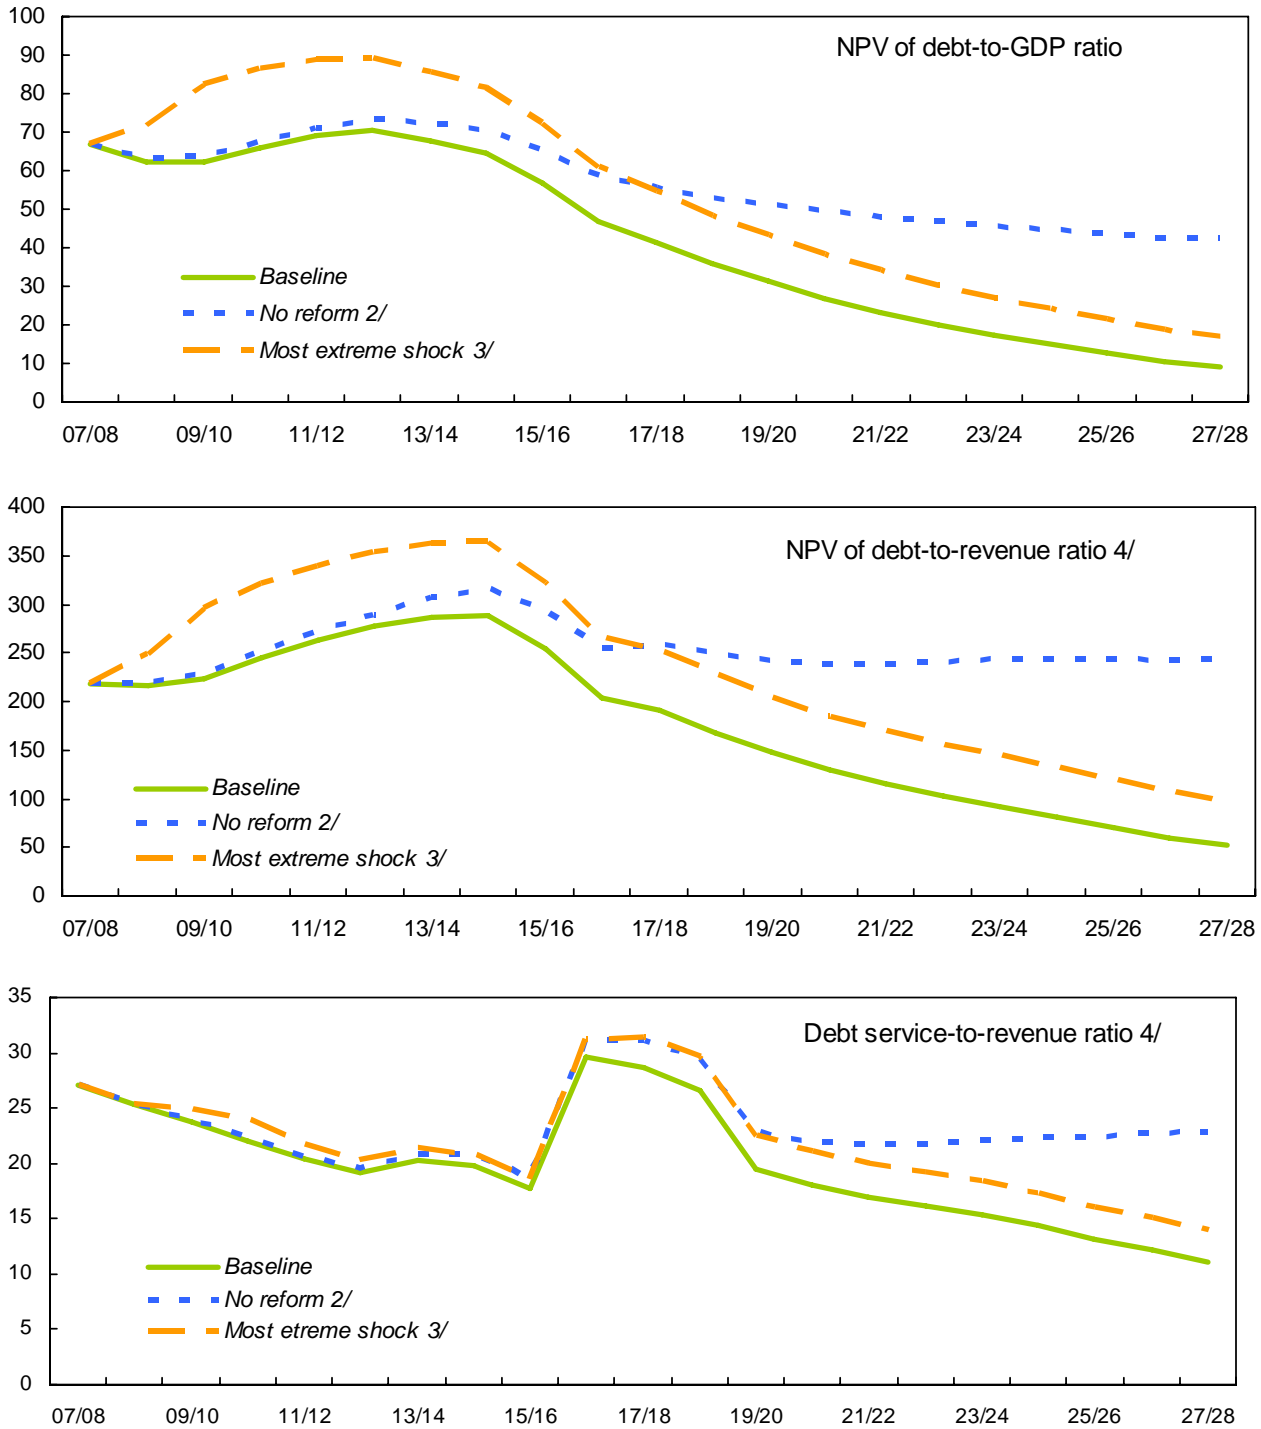 100
NPV of debt-to-GDP ratio
90
80
70
60
50
40
30
Baseline
No reform 2/
20
Most extreme shock 3/
10
0
07/08 09/10 11/12 13/14 15/16 17/18 19/20 21/22 23/24 25/26 27/28
400
NPV of debt-to-revenue ratio 4/
350
300
250
200
150
Baseline
100
No reform 2/
Most extreme shock 3/
50
0
07/08 09/10 11/12 13/14 15/16 17/18 19/20 21/22 23/24 25/26 27/28
35
Debt service-to-revenue ratio 4/
30
25
20
15
Baseline
10
No reform 2/
Most etreme shock 3/
5
0
07/08 09/10 11/12 13/14 15/16 17/18 19/20 21/22 23/24 25/26 27/28